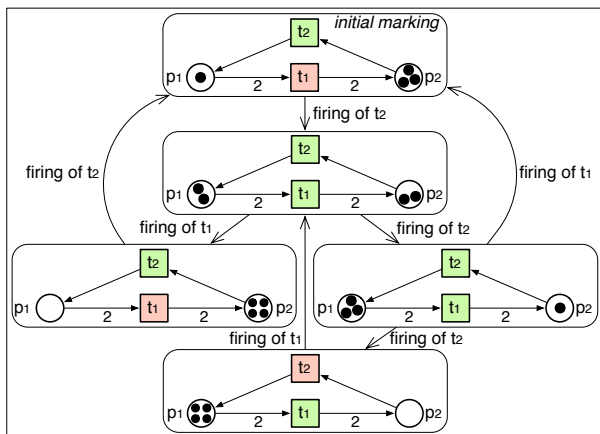 initial marking
t2
p1
2
t1
2
p2
firing of t2
t2
p1
2
t1
2
p2
firing of t2
firing of t1
firing of t1
firing of t2
t2
p1
2
t1
2
p2
t2
p1
2
t1
2
p2
firing of t1
firing of t2
t2
p1
2
t1
2
p2